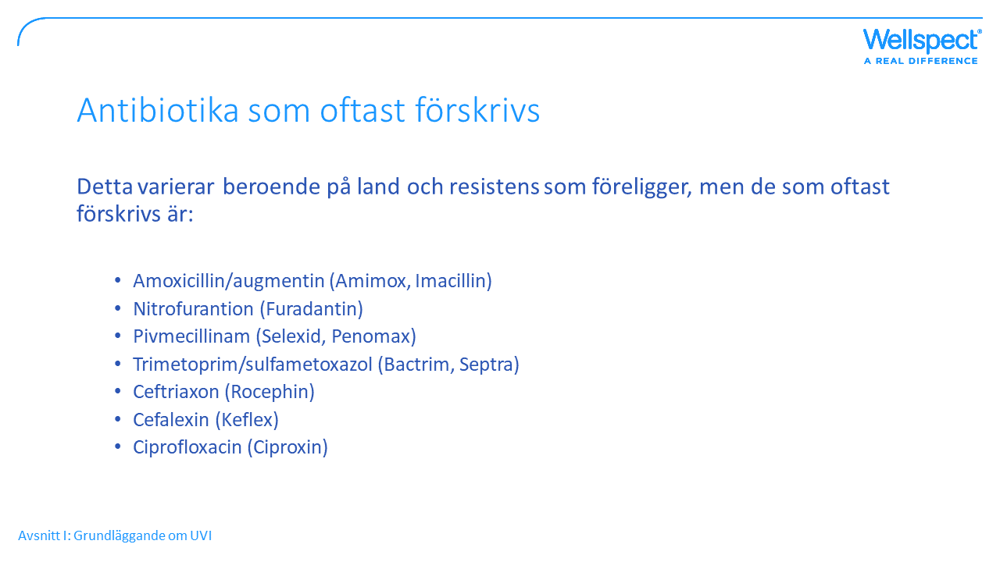 Wellspect®
A REAL DIFFERENCE
Antibiotika som oftast förskrivs
Detta varierar beroende på land och resistens som föreligger, men de som oftast
förskrivs är:
• Amoxicillin/augmentin (Amimox, Imacillin)
• Nitrofurantion (Furadantin)
• Pivmecillinam (Selexid, Penomax)
• Trimetoprim/sulfametoxazol (Bactrim, Septra)
• Ceftriaxon (Rocephin)
• Cefalexin (Keflex)
• Ciprofloxacin (Ciproxin)
Avsnitt I: Grundläggande om UVI